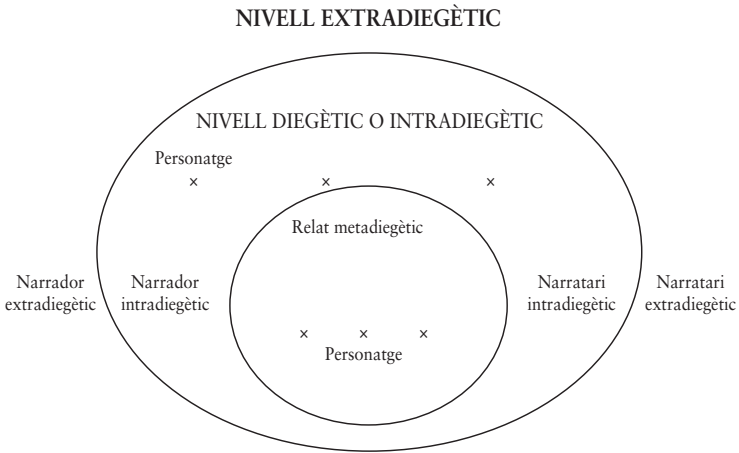 NIVELL EXTRADIEGÈTIC
NIVELL DIEGÈTIC O INTRADIEGÈTIC
Personatge
× × ×
Relat metadiegètic
Narrador
extradiegètic
Narrador
intradiegètic
Narratari
intradiegètic
Narratari
extradiegètic
× × ×
Personatge